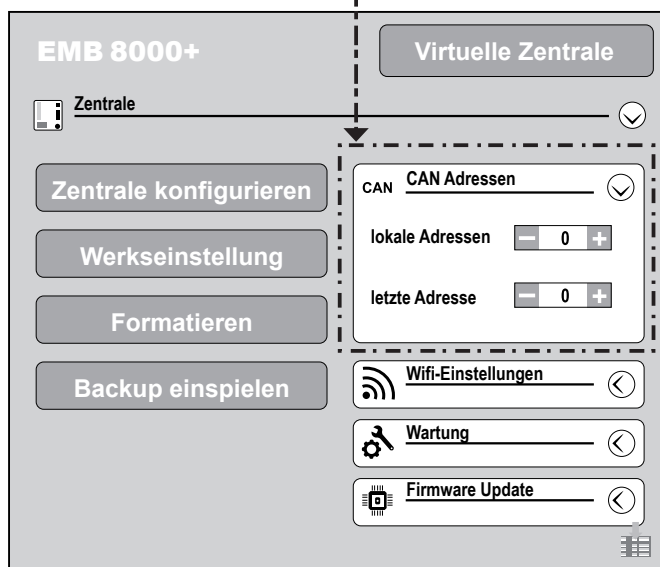 EMB 8000+
Virtuelle Zentrale
Zentrale
Zentrale konfigurieren
Werkseinstellung
Formatieren
Backup einspielen
CAN CAN Adressen
lokale Adressen − 0 +
letzte Adresse − 0 +
Wifi-Einstellungen
Wartung
Firmware Update